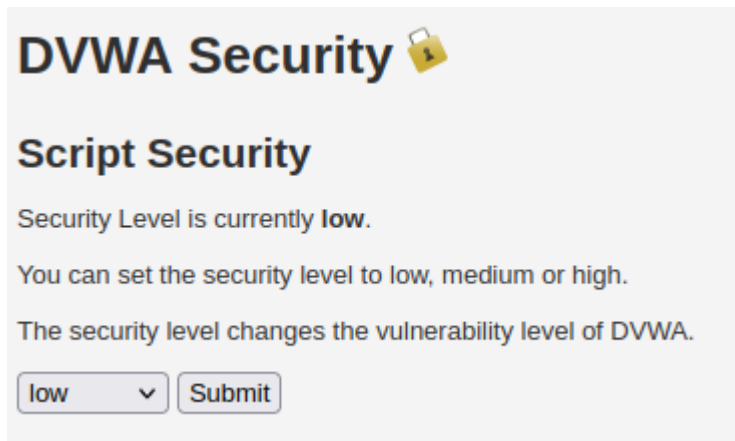 DVWA Security
Script Security
Security Level is currently low.
You can set the security level to low, medium or high.
The security level changes the vulnerability level of DVWA.
low Submit